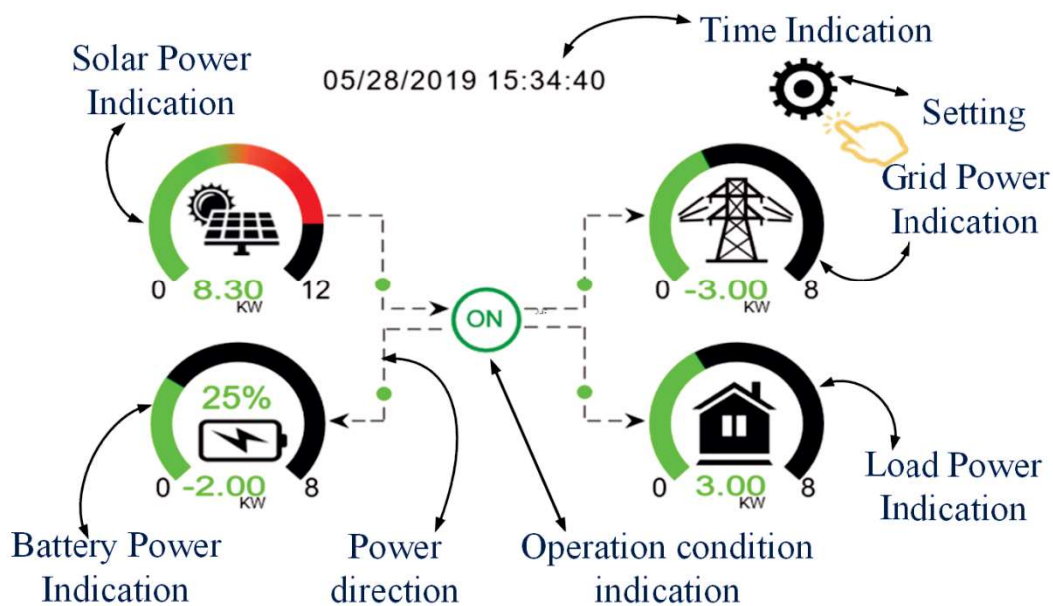 Time Indication
Solar Power
Indication
05/28/2019 15:34:40
Setting
Grid Power
Indication
0 8.30 12
KW
0 -3.00 8
KW
ON
25%
0 -2.00 8
KW
0 3.00 8
KW
Load Power
Indication
Battery Power
Indication
Power
direction
Operation condition
indication